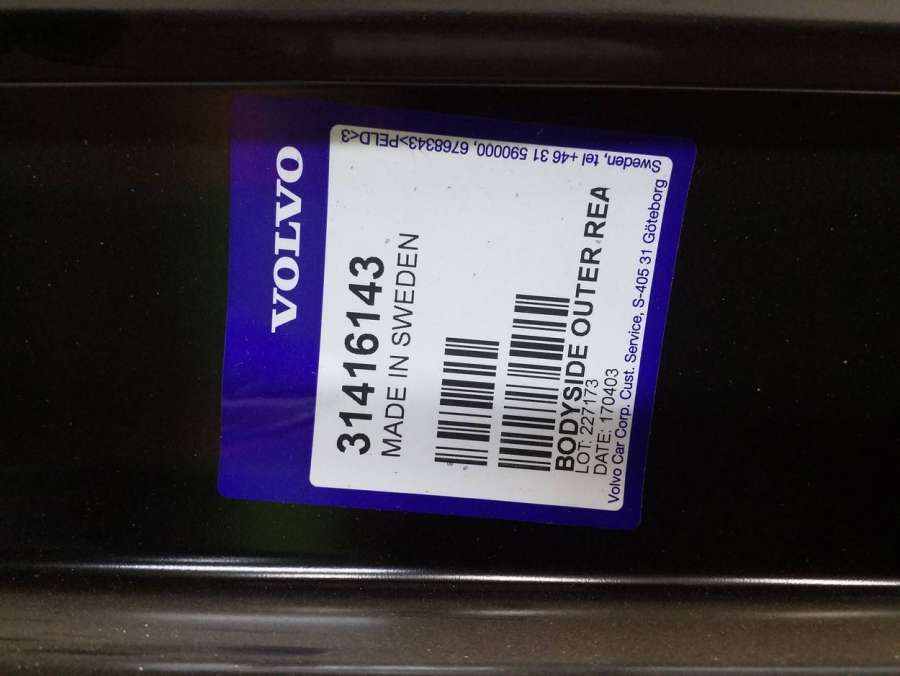 VOLVO
31416143
MADE IN SWEDEN
BODYSIDE OUTER REA
LOT: 227173
DATE: 170403
Volvo Car Corp. Cust. Service, S-405 31 Göteborg
Sweden, tel +46 31 590000, 6768343>PELD<3